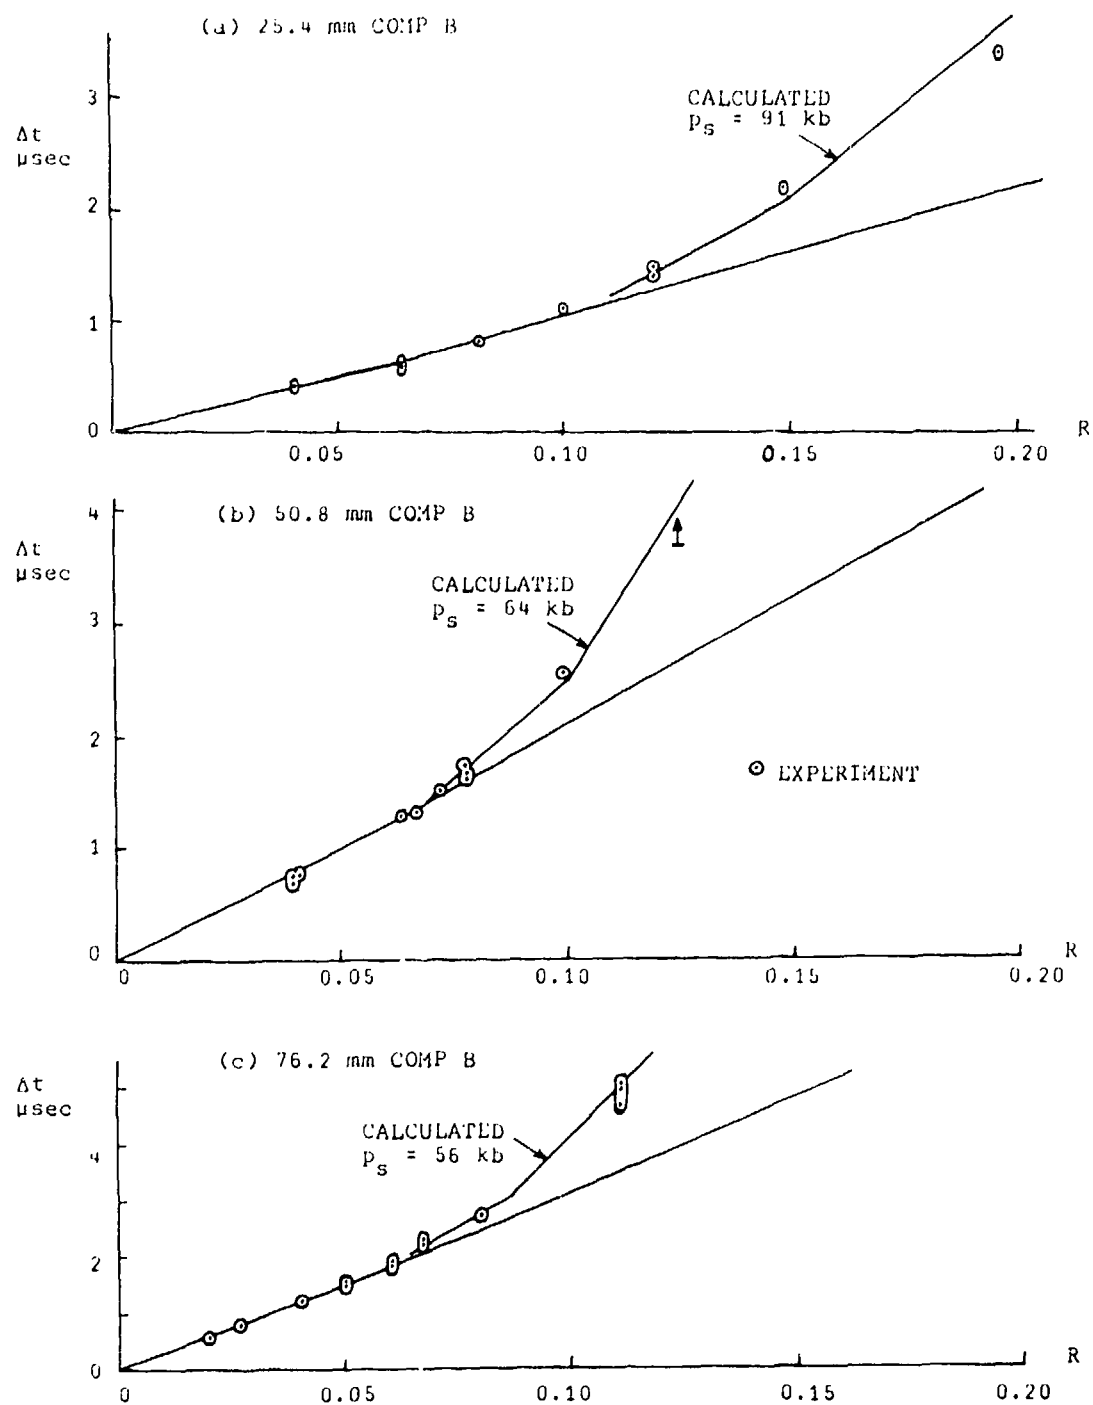 (a) 25.4 mm COMP B
3
CALCULATED
ps = 91 kb
Δt
μsec
2
1
0
R
0.05 0.10 0.15 0.20
(b) 50.8 mm COMP B
4
Δt
μsec
CALCULATED
ps = 64 kb
3
2
EXPERIMENT
1
0
R
0 0.05 0.10 0.15 0.20
(c) 76.2 mm COMP B
Δt
μsec
CALCULATED
ps = 56 kb
4
2
0
R
0 0.05 0.10 0.15 0.20